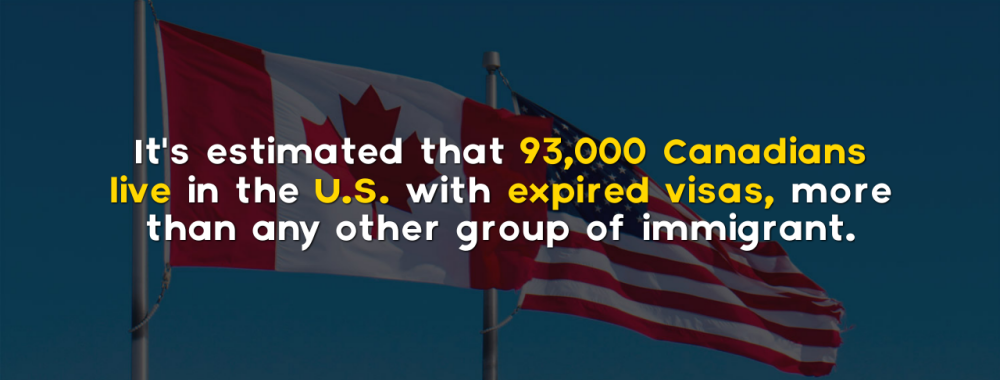 It's estimated that 93,000 Canadians
live in the U.S. with expired visas, more
than any other group of immigrant.